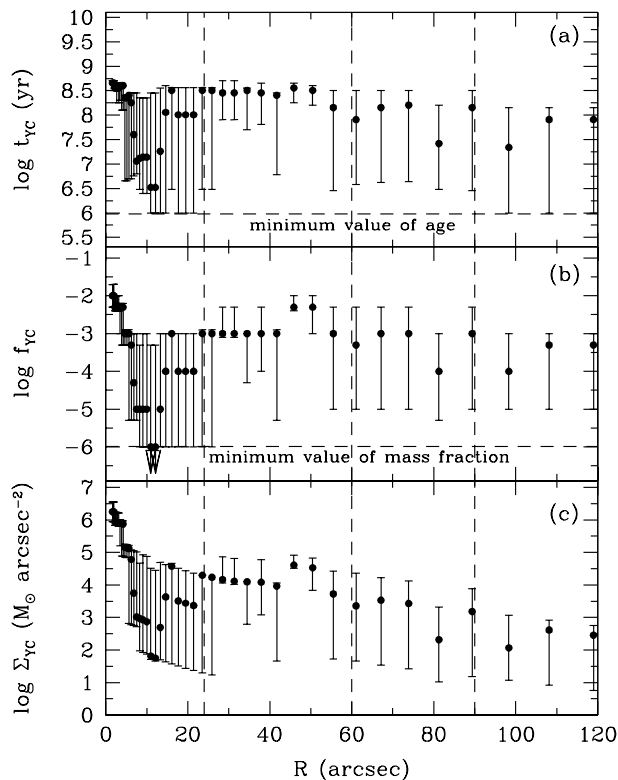 10
(a)
9.5
9
8.5
8
7.5
7
6.5
6
5.5
log t_YC (yr)
minimum value of age
−1
(b)
−2
−3
−4
−5
−6
log f_YC
minimum value of mass fraction
7
(c)
6
5
4
3
2
1
0
log Σ_YC (M⊙ arcsec⁻²)
0 20 40 60 80 100 120
R (arcsec)